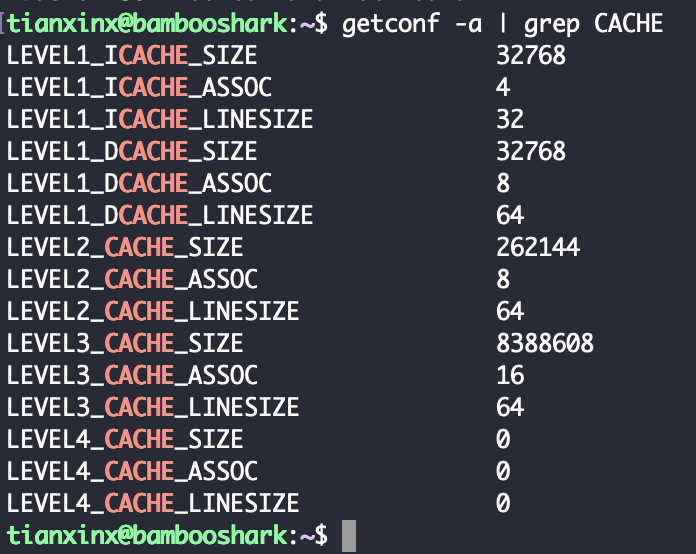 tianxinx@bambooshark:~$ getconf -a | grep CACHE
LEVEL1_ICACHE_SIZE                 32768
LEVEL1_ICACHE_ASSOC                4
LEVEL1_ICACHE_LINESIZE             32
LEVEL1_DCACHE_SIZE                 32768
LEVEL1_DCACHE_ASSOC                8
LEVEL1_DCACHE_LINESIZE             64
LEVEL2_CACHE_SIZE                  262144
LEVEL2_CACHE_ASSOC                 8
LEVEL2_CACHE_LINESIZE              64
LEVEL3_CACHE_SIZE                  8388608
LEVEL3_CACHE_ASSOC                 16
LEVEL3_CACHE_LINESIZE              64
LEVEL4_CACHE_SIZE                  0
LEVEL4_CACHE_ASSOC                 0
LEVEL4_CACHE_LINESIZE              0
tianxinx@bambooshark:~$